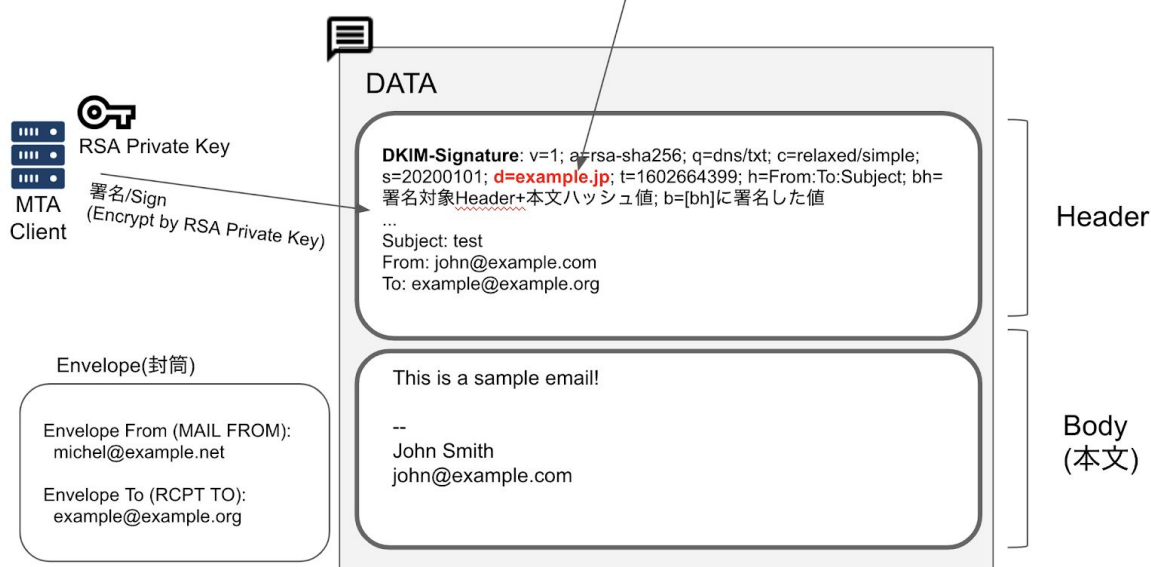 DATA
RSA Private Key
MTA
Client
署名/Sign
(Encrypt by RSA Private Key)
DKIM-Signature: v=1; a=rsa-sha256; q=dns/txt; c=relaxed/simple;
s=20200101; d=example.jp; t=1602664399; h=From:To:Subject; bh=
署名対象Header+本文ハッシュ値; b=[bh]に署名した値
...
Subject: test
From: john@example.com
To: example@example.org
Header
Envelope(封筒)
Envelope From (MAIL FROM):
michel@example.net
Envelope To (RCPT TO):
example@example.org
This is a sample email!
--
John Smith
john@example.com
Body
(本文)